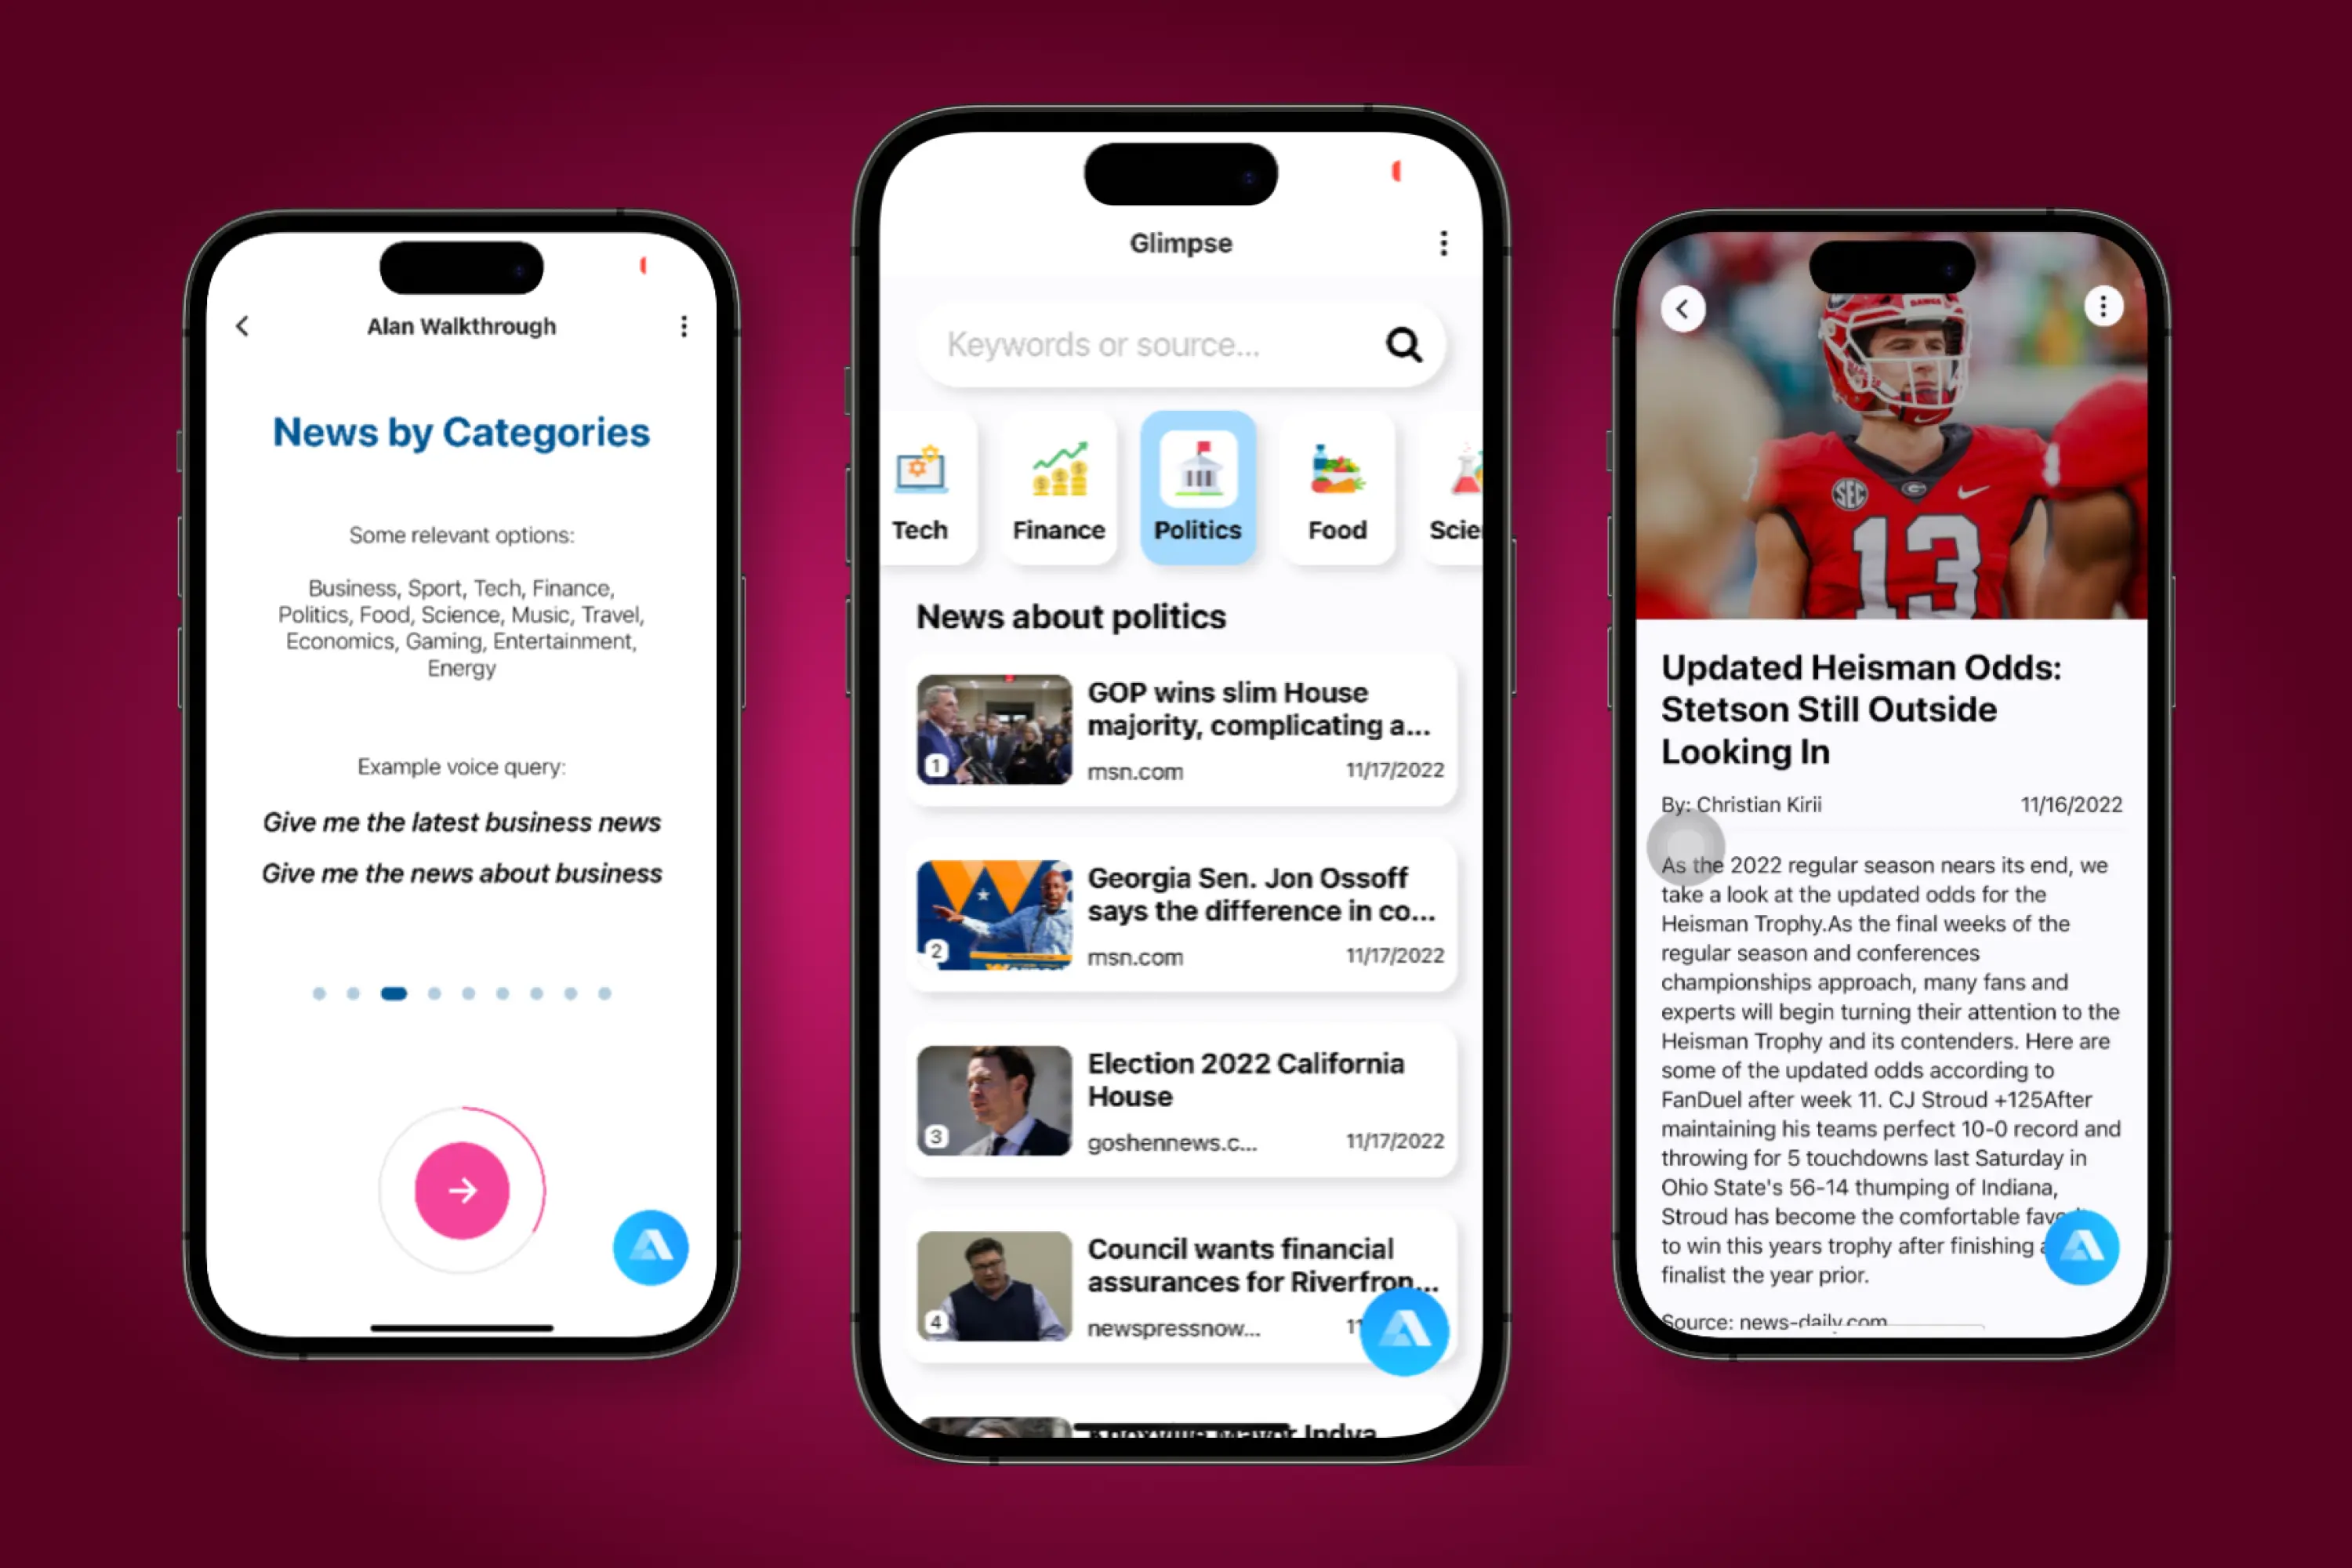 Alan Walkthrough
News by Categories
Some relevant options:
Business, Sport, Tech, Finance,
Politics, Food, Science, Music, Travel,
Economics, Gaming, Entertainment,
Energy
Example voice query:
Give me the latest business news
Give me the news about business
Glimpse
Keywords or source...
Tech
Finance
Politics
Food
Scie
News about politics
GOP wins slim House
majority, complicating a...
1
msn.com
11/17/2022
Georgia Sen. Jon Ossoff
says the difference in co...
2
msn.com
11/17/2022
Election 2022 California
House
3
goshennews.c...
11/17/2022
Council wants financial
assurances for Riverfron...
4
newspressnow...
Knoxville Mayor Indya
SEC
G
13
Updated Heisman Odds:
Stetson Still Outside
Looking In
By: Christian Kirii
11/16/2022
As the 2022 regular season nears its end, we
take a look at the updated odds for the
Heisman Trophy.As the final weeks of the
regular season and conferences
championships approach, many fans and
experts will begin turning their attention to the
Heisman Trophy and its contenders. Here are
some of the updated odds according to
FanDuel after week 11. CJ Stroud +125After
maintaining his teams perfect 10-0 record and
throwing for 5 touchdowns last Saturday in
Ohio State's 56-14 thumping of Indiana,
Stroud has become the comfortable favo
to win this years trophy after finishing a
finalist the year prior.
Source: news-daily.com